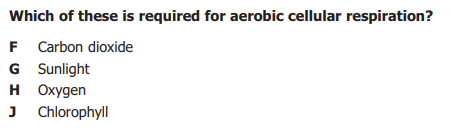 Which of these is required for aerobic cellular respiration?
F Carbon dioxide
G Sunlight
H Oxygen
J Chlorophyll